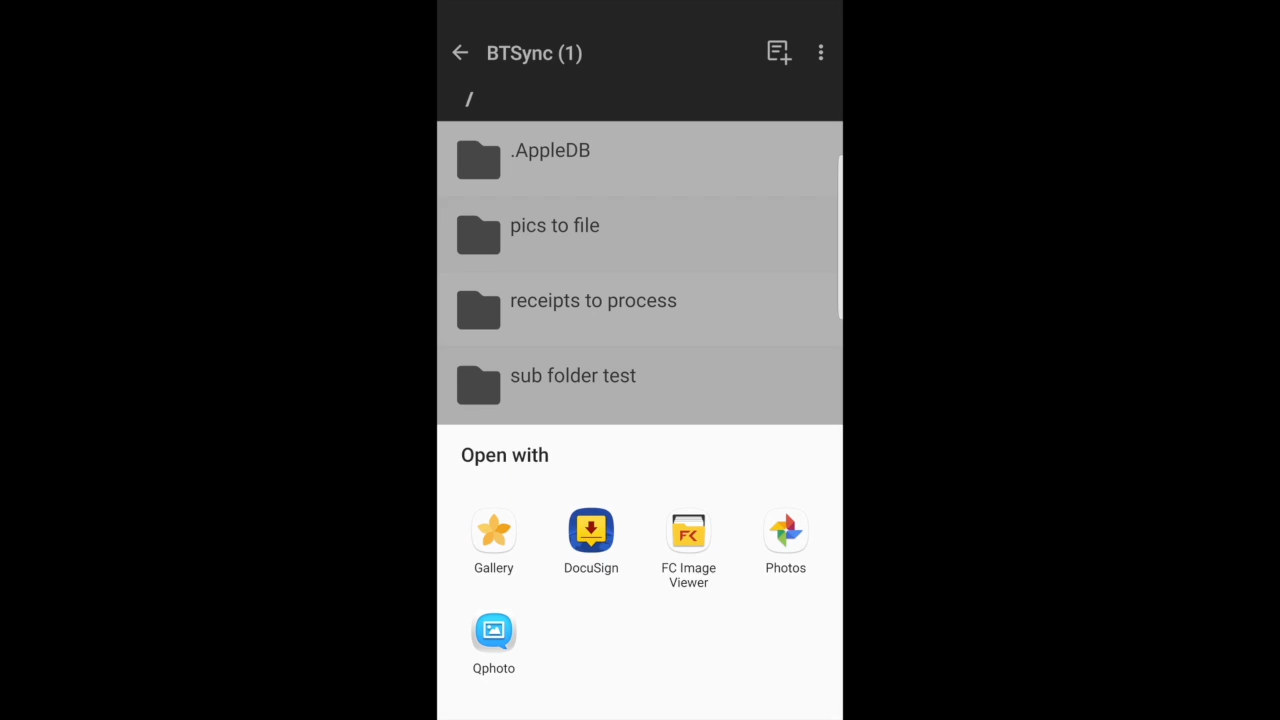 BTSync (1)
/
.AppleDB
pics to file
receipts to process
sub folder test
Open with
Gallery
DocuSign
FC Image
Viewer
Photos
Qphoto